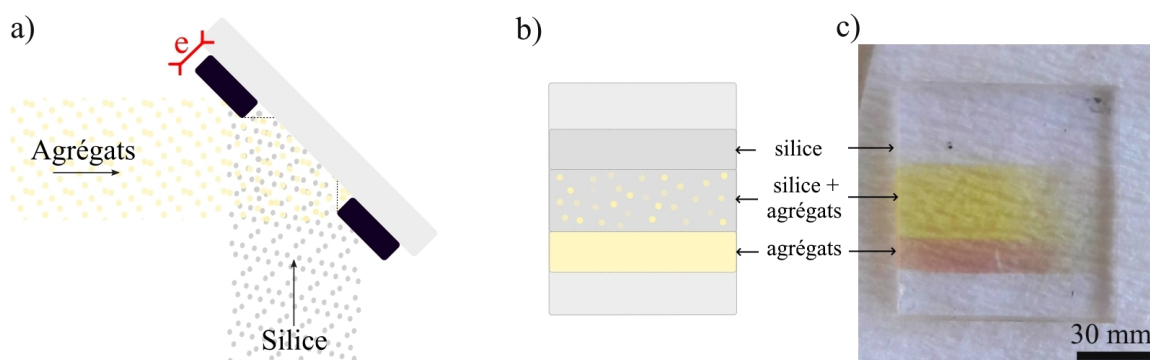 a)
e
Agrégats
Silice
b)
silice
silice +
agrégats
agrégats
c)
30 mm